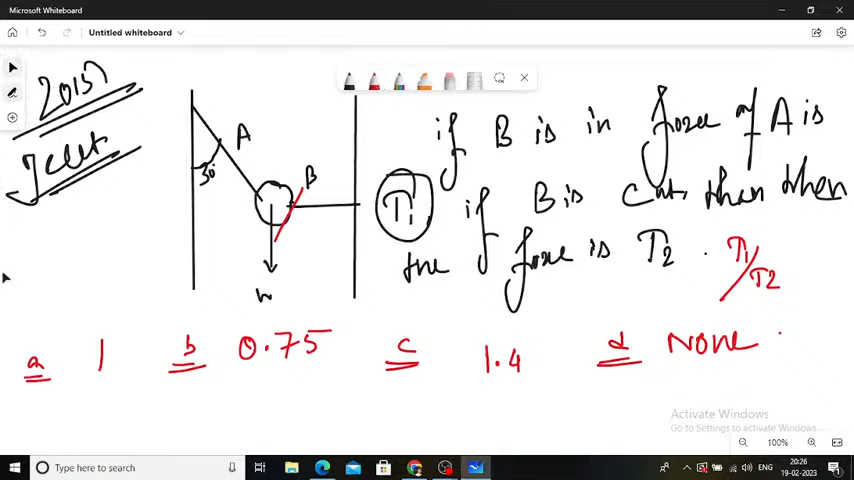 Microsoft Whiteboard
Untitled whiteboard
2015
Jelet
A
30°
B
w
if B is in force of A is
T1 if B is cut than then
the force is T2 . T1/T2
a 1 b 0.75 c 1.4 d None
Activate Windows
Go to Settings to activate Windows.
100%
Type here to search
ENG
20:26
19-02-2023